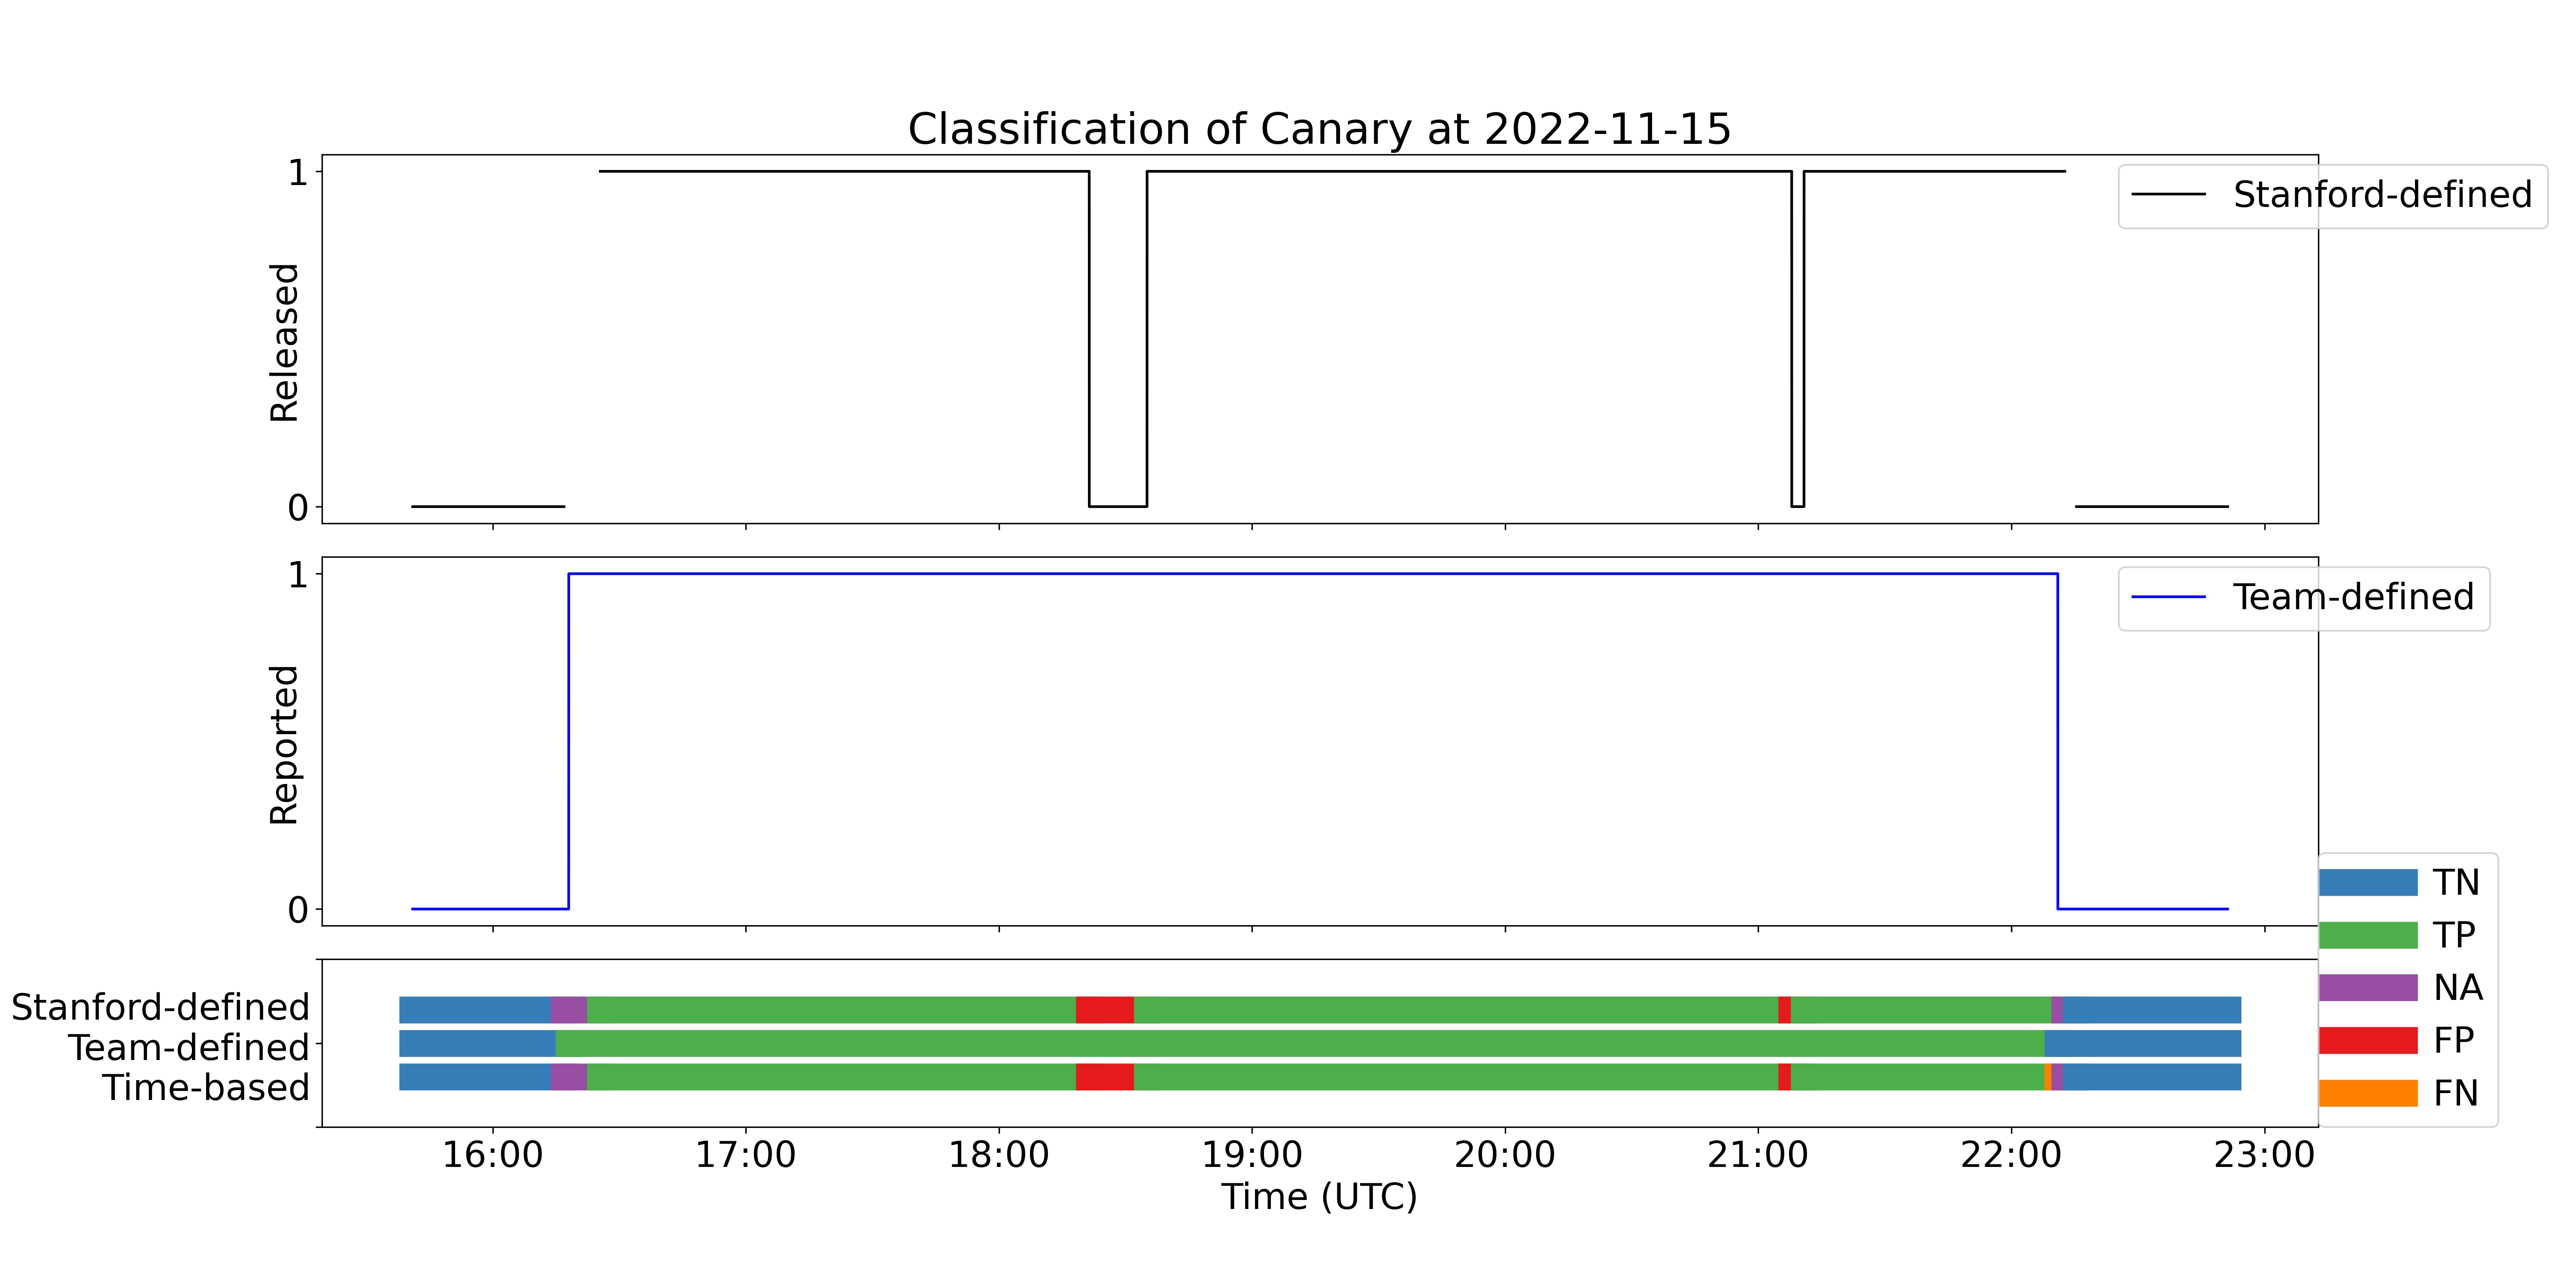 Classification of Canary at 2022-11-15
1
Released
0
Stanford-defined
1
Reported
0
Team-defined
TN
TP
NA
FP
FN
Stanford-defined
Team-defined
Time-based
16:00 17:00 18:00 19:00 20:00 21:00 22:00 23:00
Time (UTC)